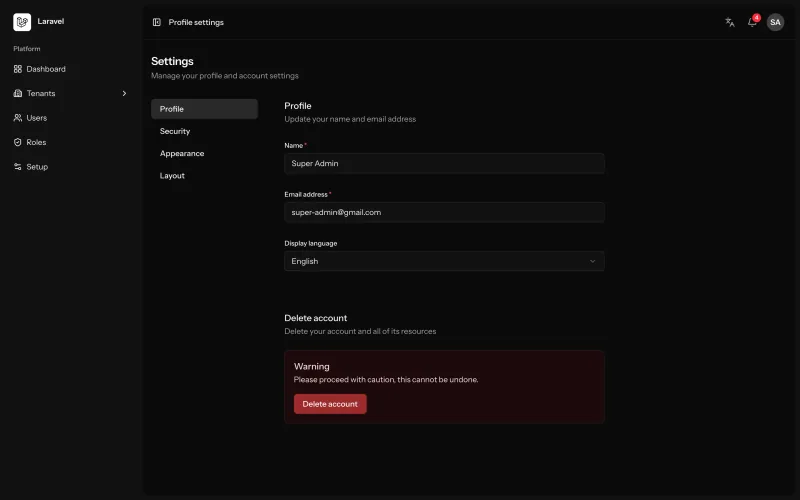 Laravel
Platform
Dashboard
Tenants
Users
Roles
Setup
Profile settings
4
SA
Settings
Manage your profile and account settings
Profile
Security
Appearance
Layout
Profile
Update your name and email address
Name *
Super Admin
Email address *
super-admin@gmail.com
Display language
English
Delete account
Delete your account and all of its resources
Warning
Please proceed with caution, this cannot be undone.
Delete account